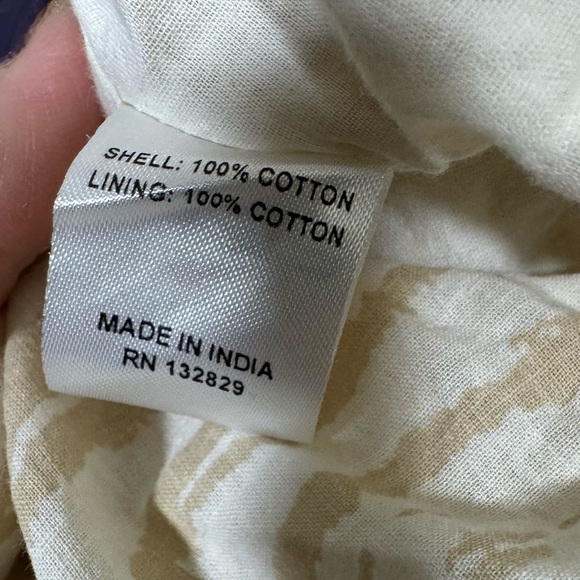 SHELL: 100% COTTON
LINING: 100% COTTON
MADE IN INDIA
RN 132829